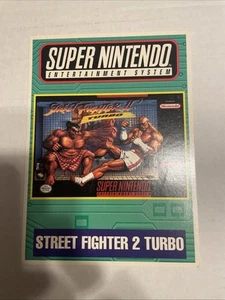 SUPER NINTENDO
ENTERTAINMENT SYSTEM
STREET FIGHTER II
TURBO
Nintendo
SUPER NINTENDO
STREET FIGHTER 2 TURBO